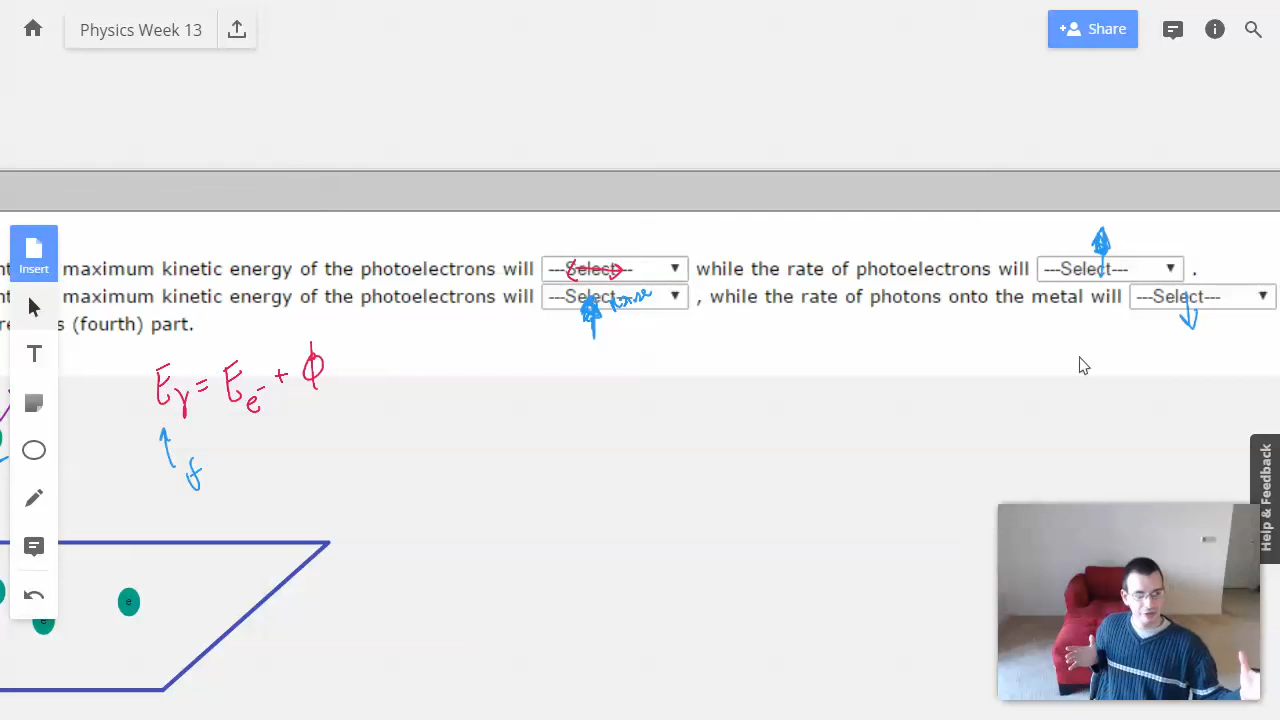 Physics Week 13
Share
maximum kinetic energy of the photoelectrons will ---Select--- while the rate of photoelectrons will ---Select--- .
maximum kinetic energy of the photoelectrons will ---Select--- , while the rate of photons onto the metal will ---Select---
(fourth) part.
Insert
T
Eγ = Ee- + ϕ
f
e
e
Help & Feedback